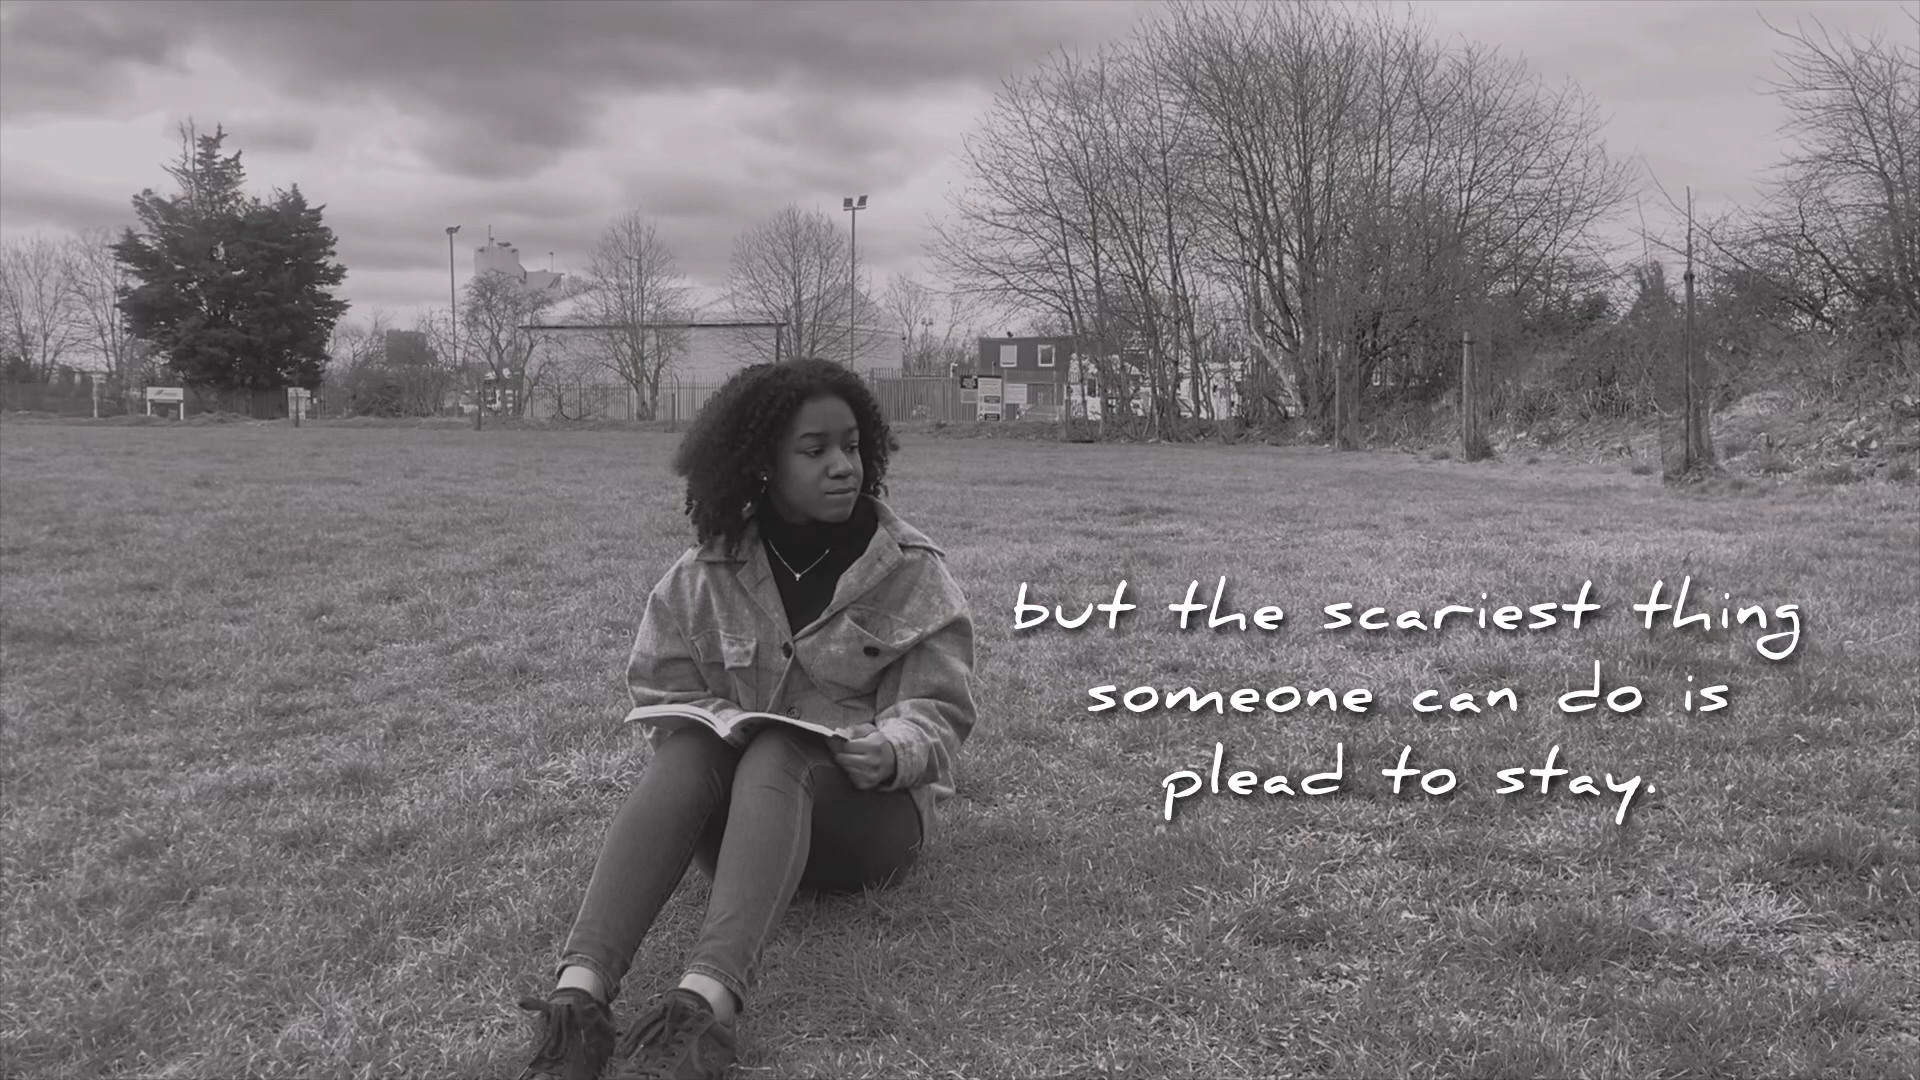 but the scariest thing
someone can do is
plead to stay.